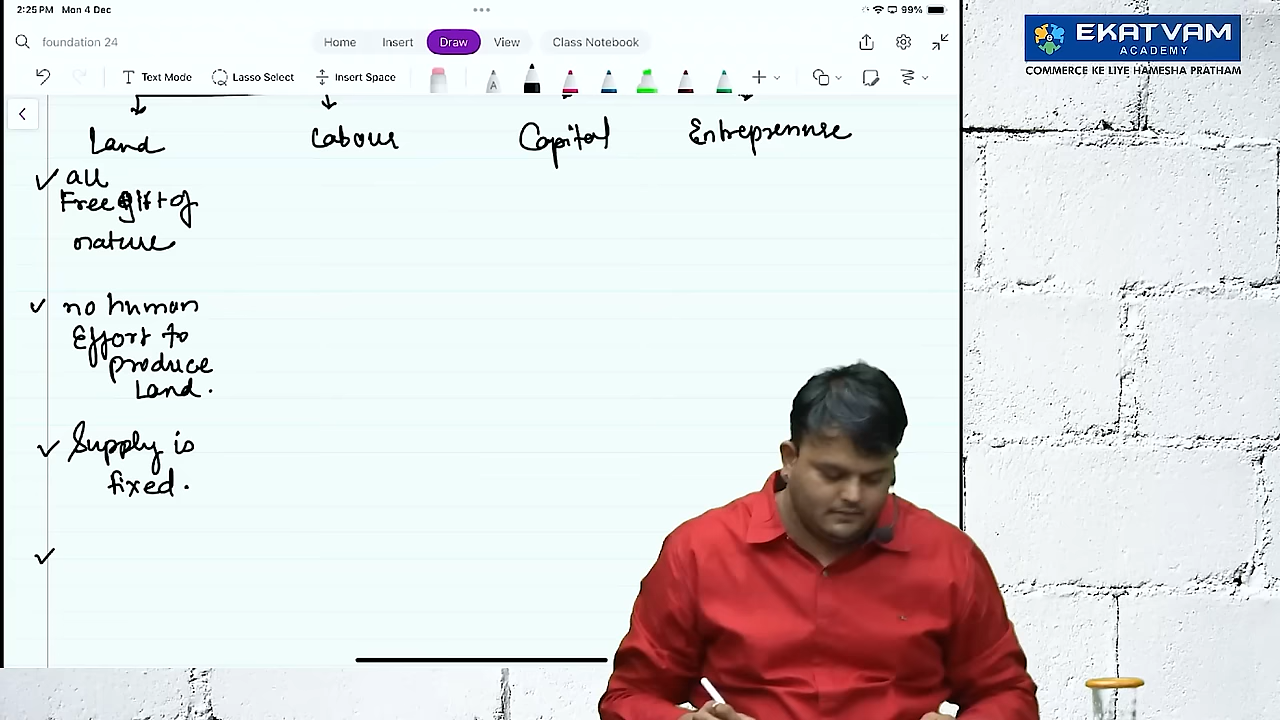 2:25 PM Mon 4 Dec
99%
foundation 24
Home Insert Draw View Class Notebook
Text Mode Lasso Select Insert Space
EKATVAM
ACADEMY
COMMERCE KE LIYE HAMESHA PRATHAM
Land Labour Capital Entreprenure
all
Free gift of
nature
no human
Effort to
produce
Land.
Supply is
fixed.